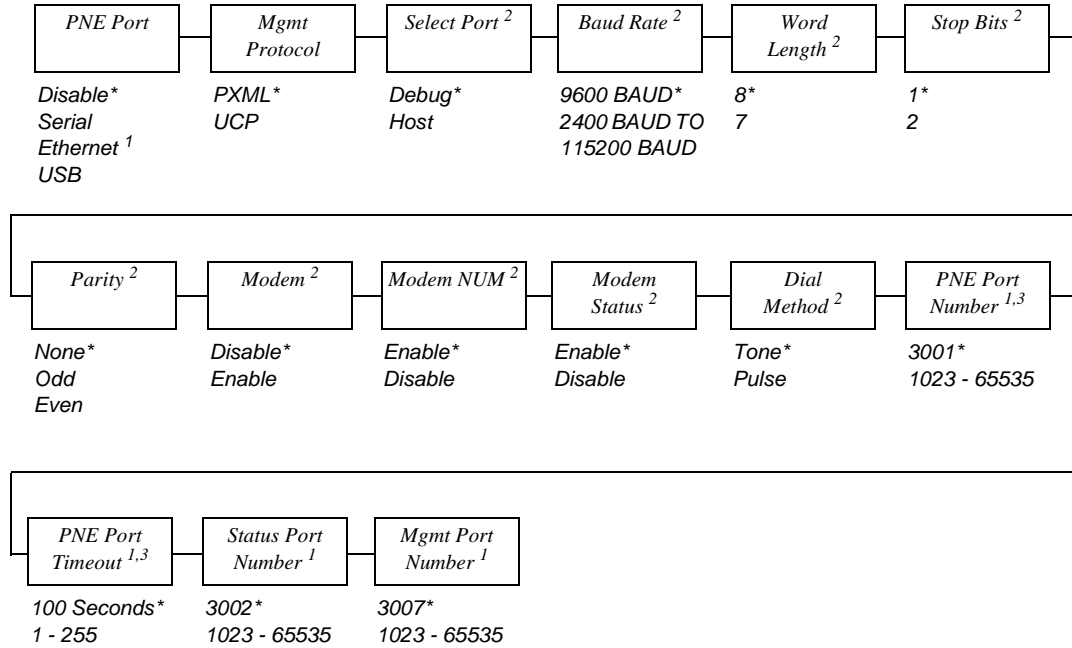 PNE Port
Mgmt
Protocol
Select Port 2
Baud Rate 2
Word
Length 2
Stop Bits 2
Disable*
Serial
Ethernet 1
USB
PXML*
UCP
Debug*
Host
9600 BAUD*
2400 BAUD TO
115200 BAUD
8*
7
1*
2
Parity 2
Modem 2
Modem NUM 2
Modem
Status 2
Dial
Method 2
PNE Port
Number 1,3
None*
Odd
Even
Disable*
Enable
Enable*
Disable
Enable*
Disable
Tone*
Pulse
3001*
1023 - 65535
PNE Port
Timeout 1,3
Status Port
Number 1
Mgmt Port
Number 1
100 Seconds*
1 - 255
3002*
1023 - 65535
3007*
1023 - 65535